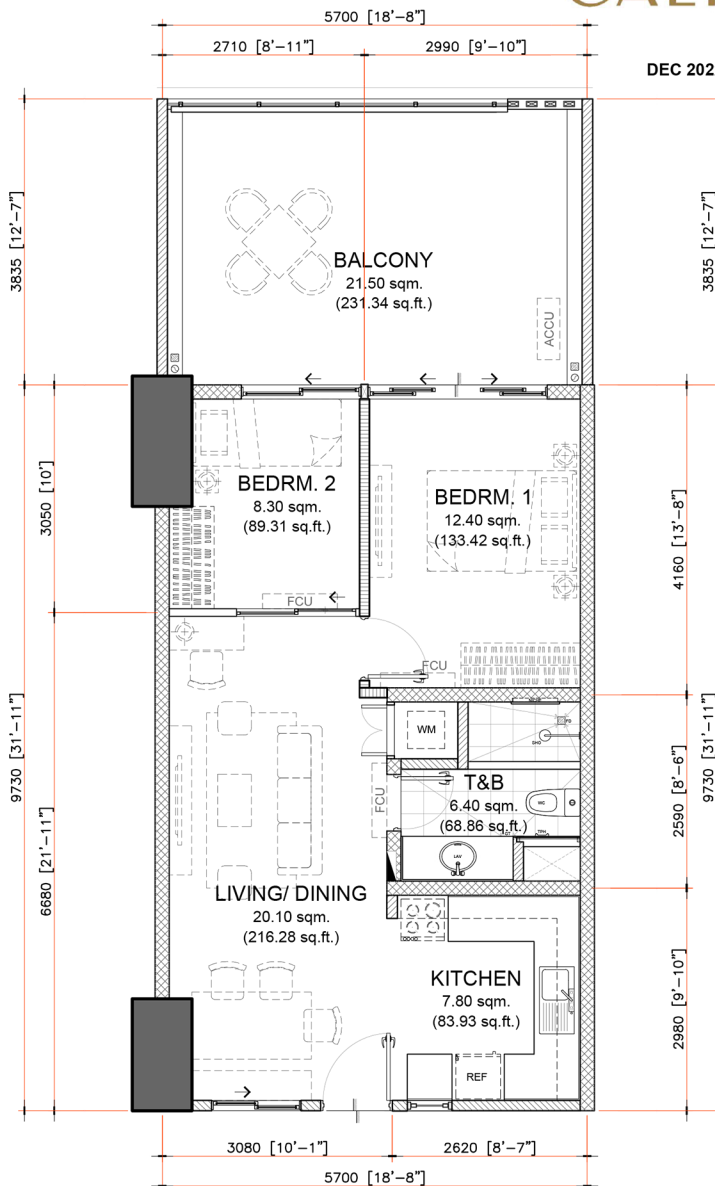 5700 [18'-8"]
2710 [8'-11"]
2990 [9'-10"]
DEC 202
3835 [12'-7"]
3835 [12'-7"]
BALCONY
21.50 sqm.
(231.34 sq.ft.)
ACCU
3050 [10']
BEDRM. 2
8.30 sqm.
(89.31 sq.ft.)
FCU
BEDRM. 1
12.40 sqm.
(133.42 sq.ft.)
FCU
4160 [13'-8"]
9730 [31'-11"]
9730 [31'-11"]
WM
FCU
T&B
6.40 sqm.
(68.86 sq.ft.)
WC
LAV
2590 [8'-6"]
6680 [21'-11"]
LIVING/ DINING
20.10 sqm.
(216.28 sq.ft.)
KITCHEN
7.80 sqm.
(83.93 sq.ft.)
REF
2980 [9'-10"]
3080 [10'-1"]
2620 [8'-7"]
5700 [18'-8"]